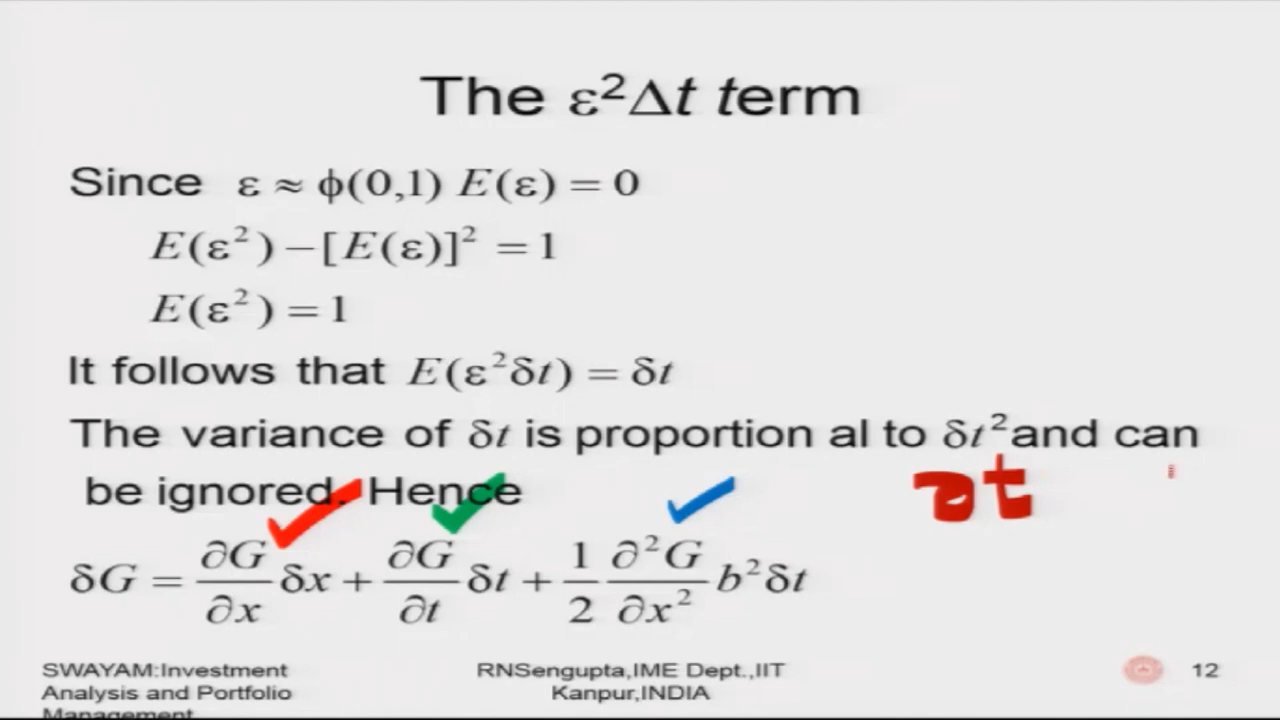 The ε²Δt term
Since ε ≈ ϕ(0,1) E(ε) = 0
E(ε²) − [E(ε)]² = 1
E(ε²) = 1
It follows that E(ε²δt) = δt
The variance of δt is proportion al to δt² and can
be ignored. Hence
∂t
δG = ∂G/∂x δx + ∂G/∂t δt + 1/2 ∂²G/∂x² b²δt
SWAYAM:Investment
Analysis and Portfolio
Management
RNSengupta,IME Dept.,IIT
Kanpur,INDIA
12